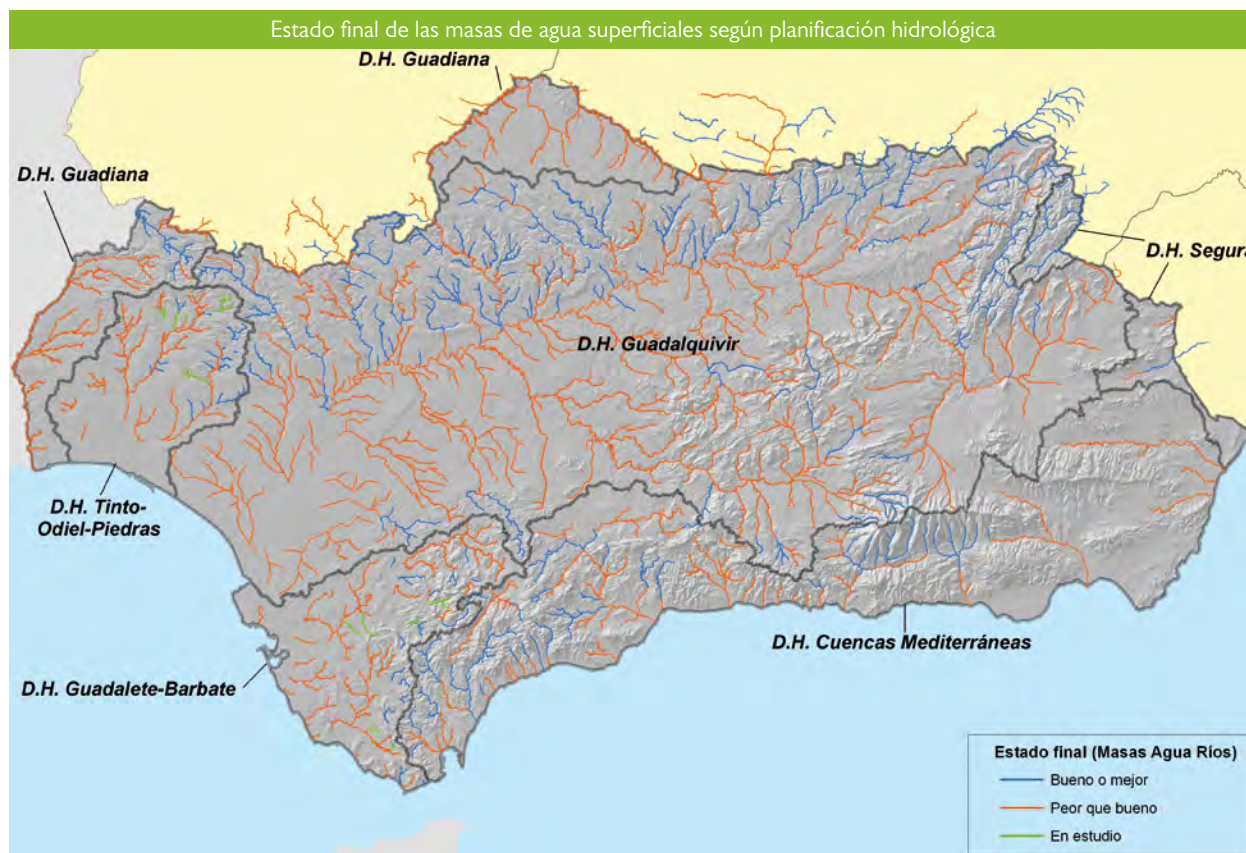 Estado final de las masas de agua superficiales según planificación hidrológica
D.H. Guadiana
D.H. Guadiana
D.H. Segura
D.H. Guadalquivir
D.H. Tinto-
Odiel-Piedras
D.H. Cuencas Mediterráneas
D.H. Guadalete-Barbate
Estado final (Masas Agua Ríos)
Bueno o mejor
Peor que bueno
En estudio